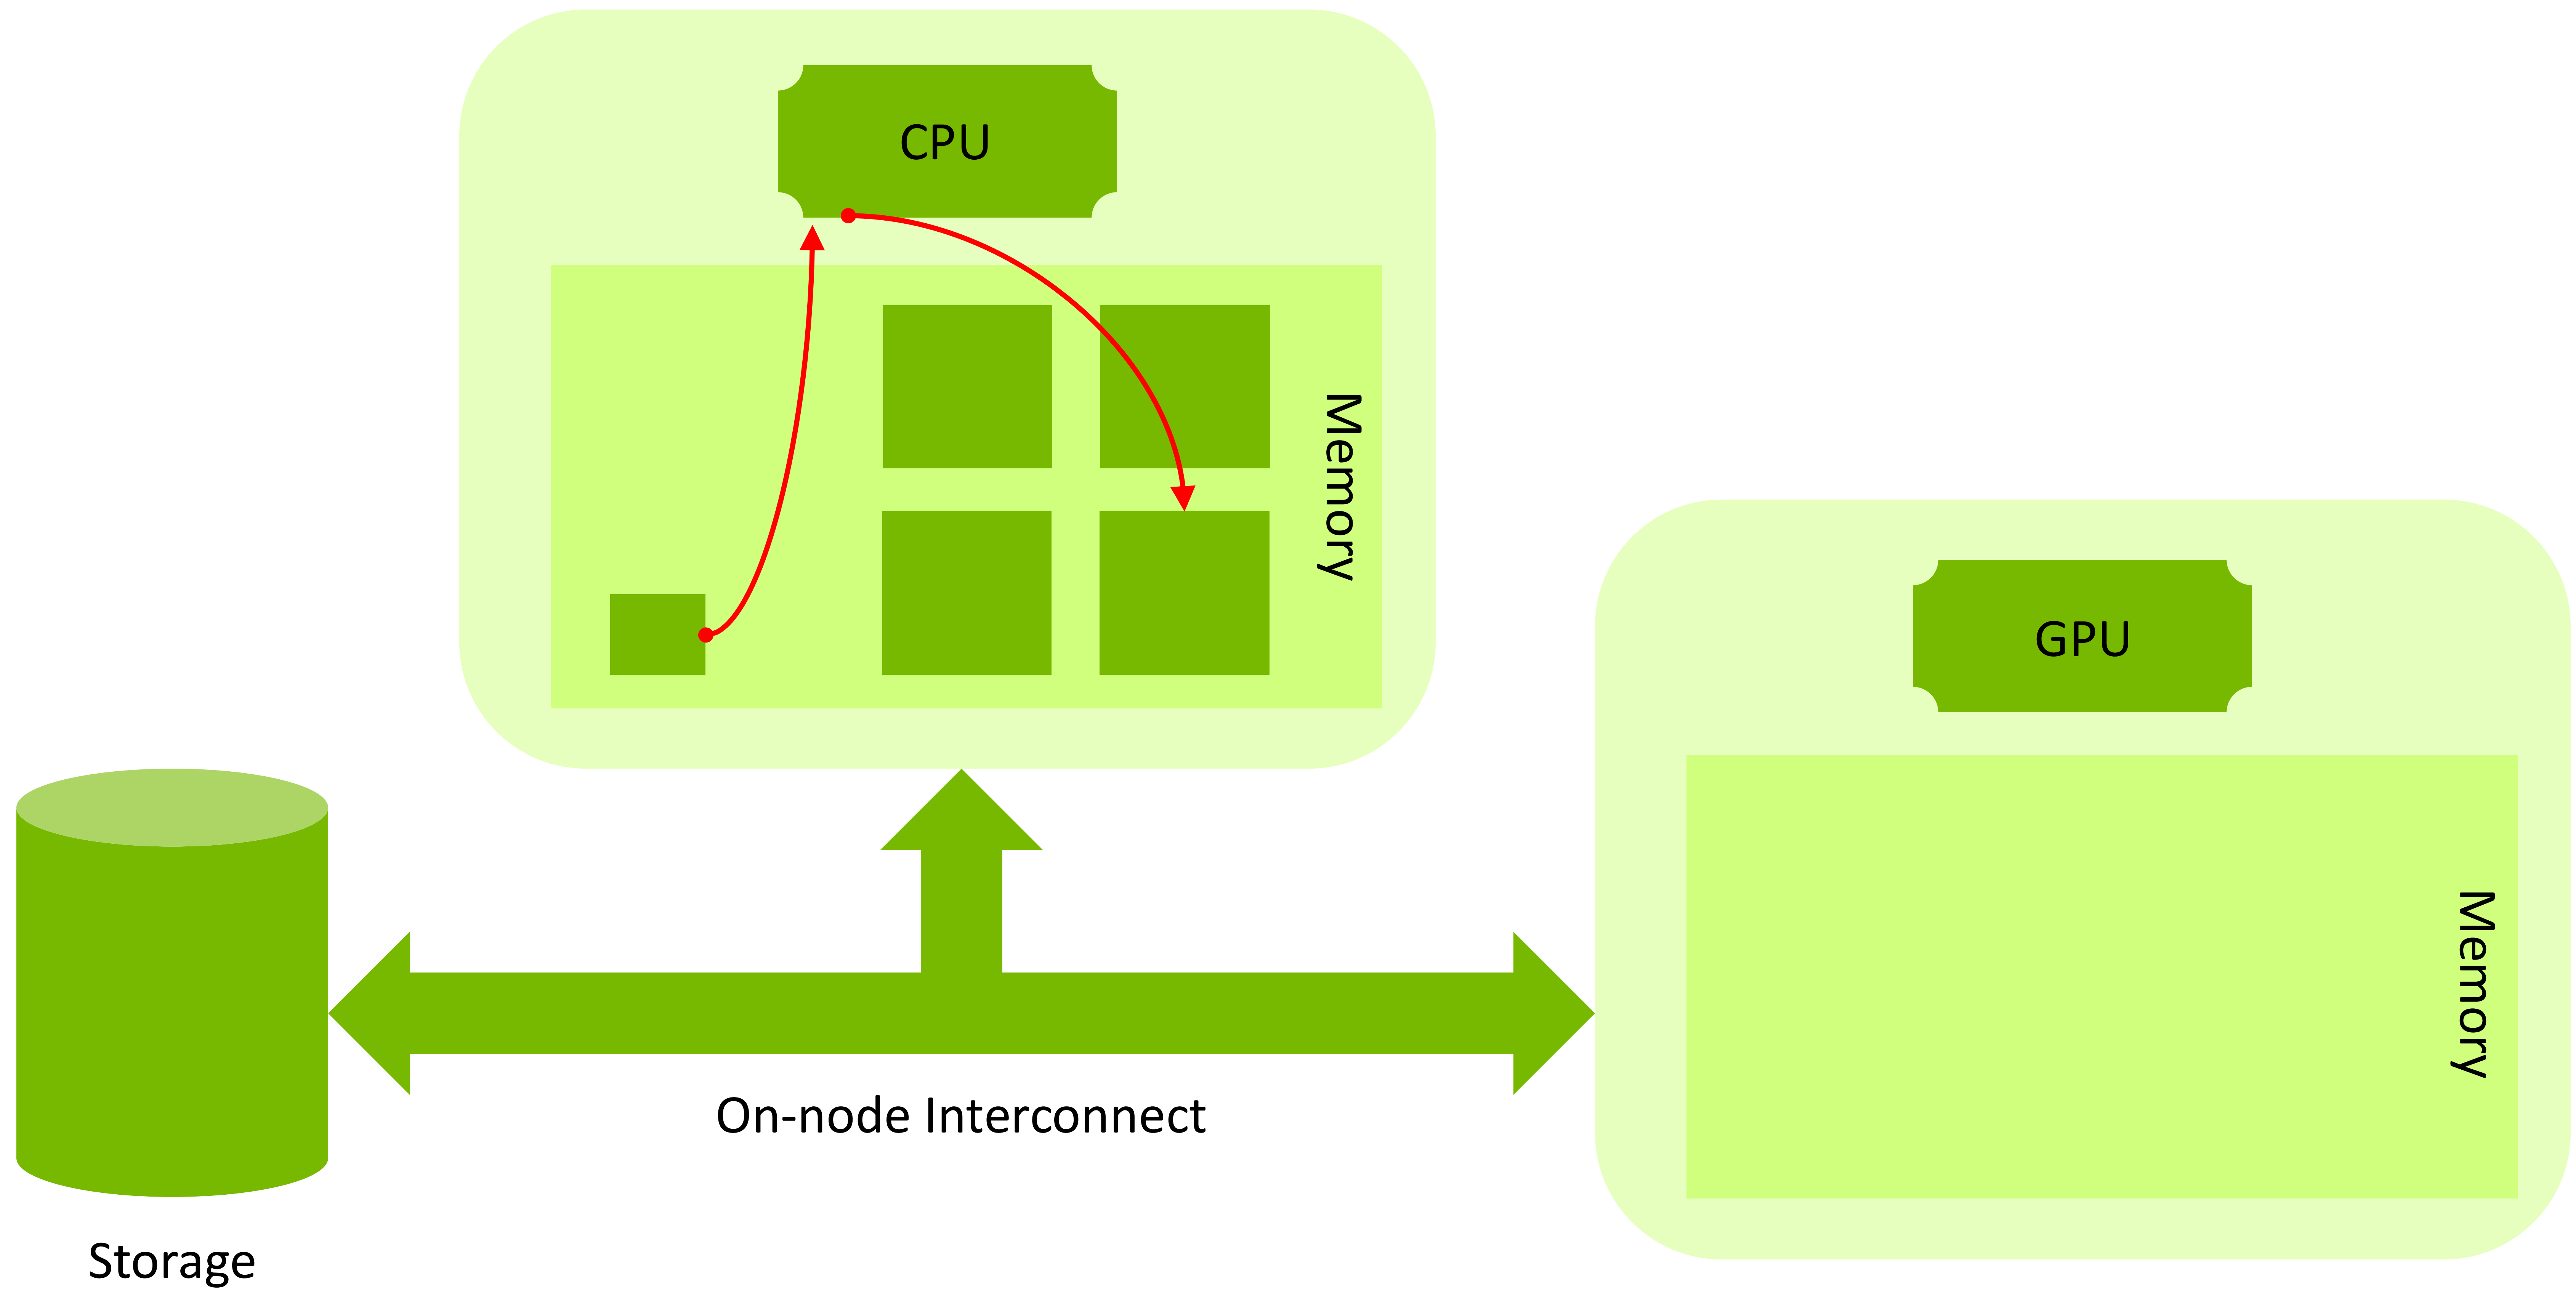 CPU
Memory
GPU
Memory
On-node Interconnect
Storage